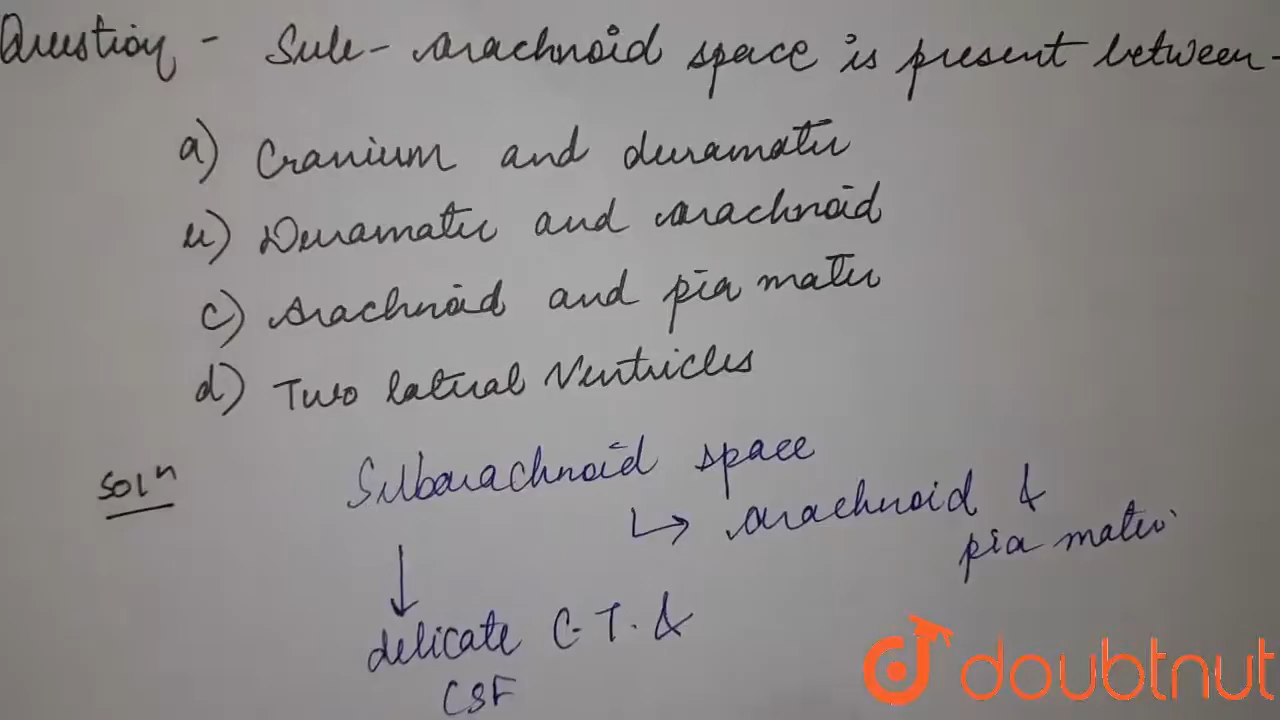 Question - Sub-arachnoid space is present between-
a) Cranium and duramater
b) Duramater and arachnoid
c) Arachnoid and pia mater
d) Two lateral Ventricles
Solⁿ
Subarachnoid space
↳ arachnoid &
pia mater
↓
delicate C.T. &
CSF
doubtnut